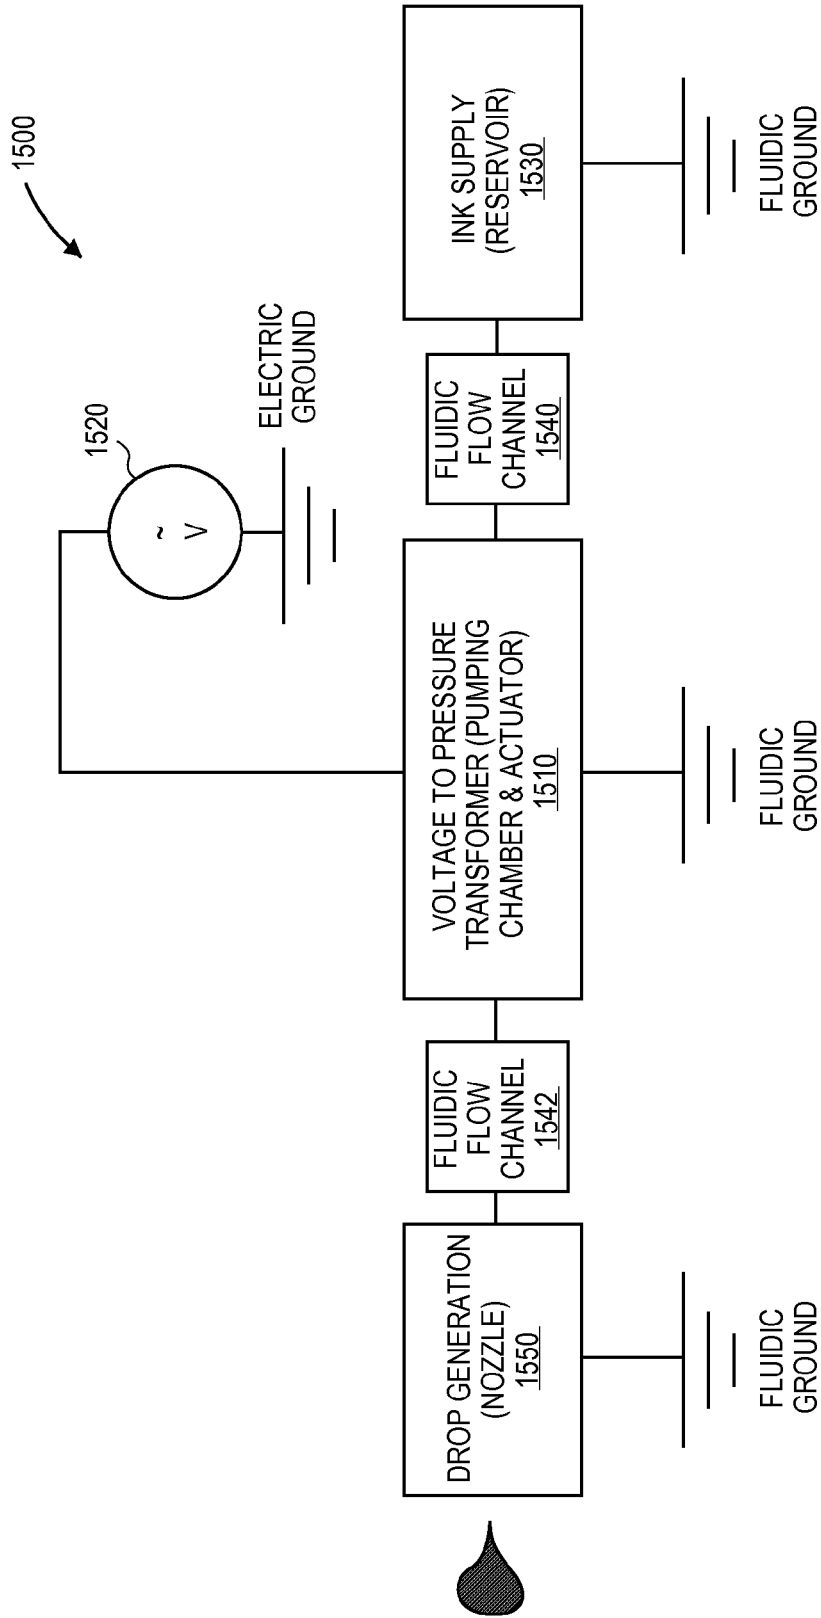 1500
1520
~
V
ELECTRIC
GROUND
DROP GENERATION
(NOZZLE)
1550
FLUIDIC
FLOW
CHANNEL
1542
VOLTAGE TO PRESSURE
TRANSFORMER (PUMPING
CHAMBER & ACTUATOR)
1510
FLUIDIC
FLOW
CHANNEL
1540
INK SUPPLY
(RESERVOIR)
1530
FLUIDIC
GROUND
FLUIDIC
GROUND
FLUIDIC
GROUND